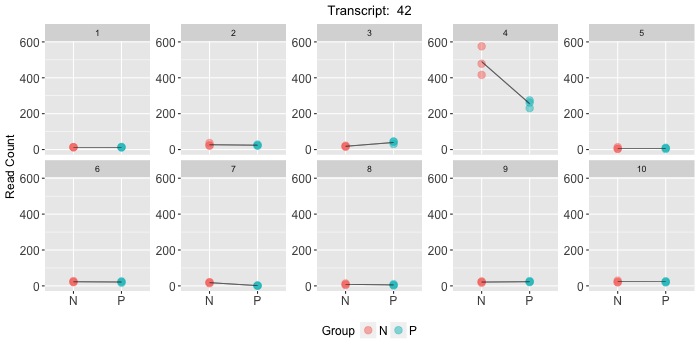 Transcript: 42
Read Count
1 2 3 4 5
600 600 600 600 600
400 400 400 400 400
200 200 200 200 200
0 0 0 0 0
6 7 8 9 10
600 600 600 600 600
400 400 400 400 400
200 200 200 200 200
0 0 0 0 0
N P N P N P N P N P
Group N P